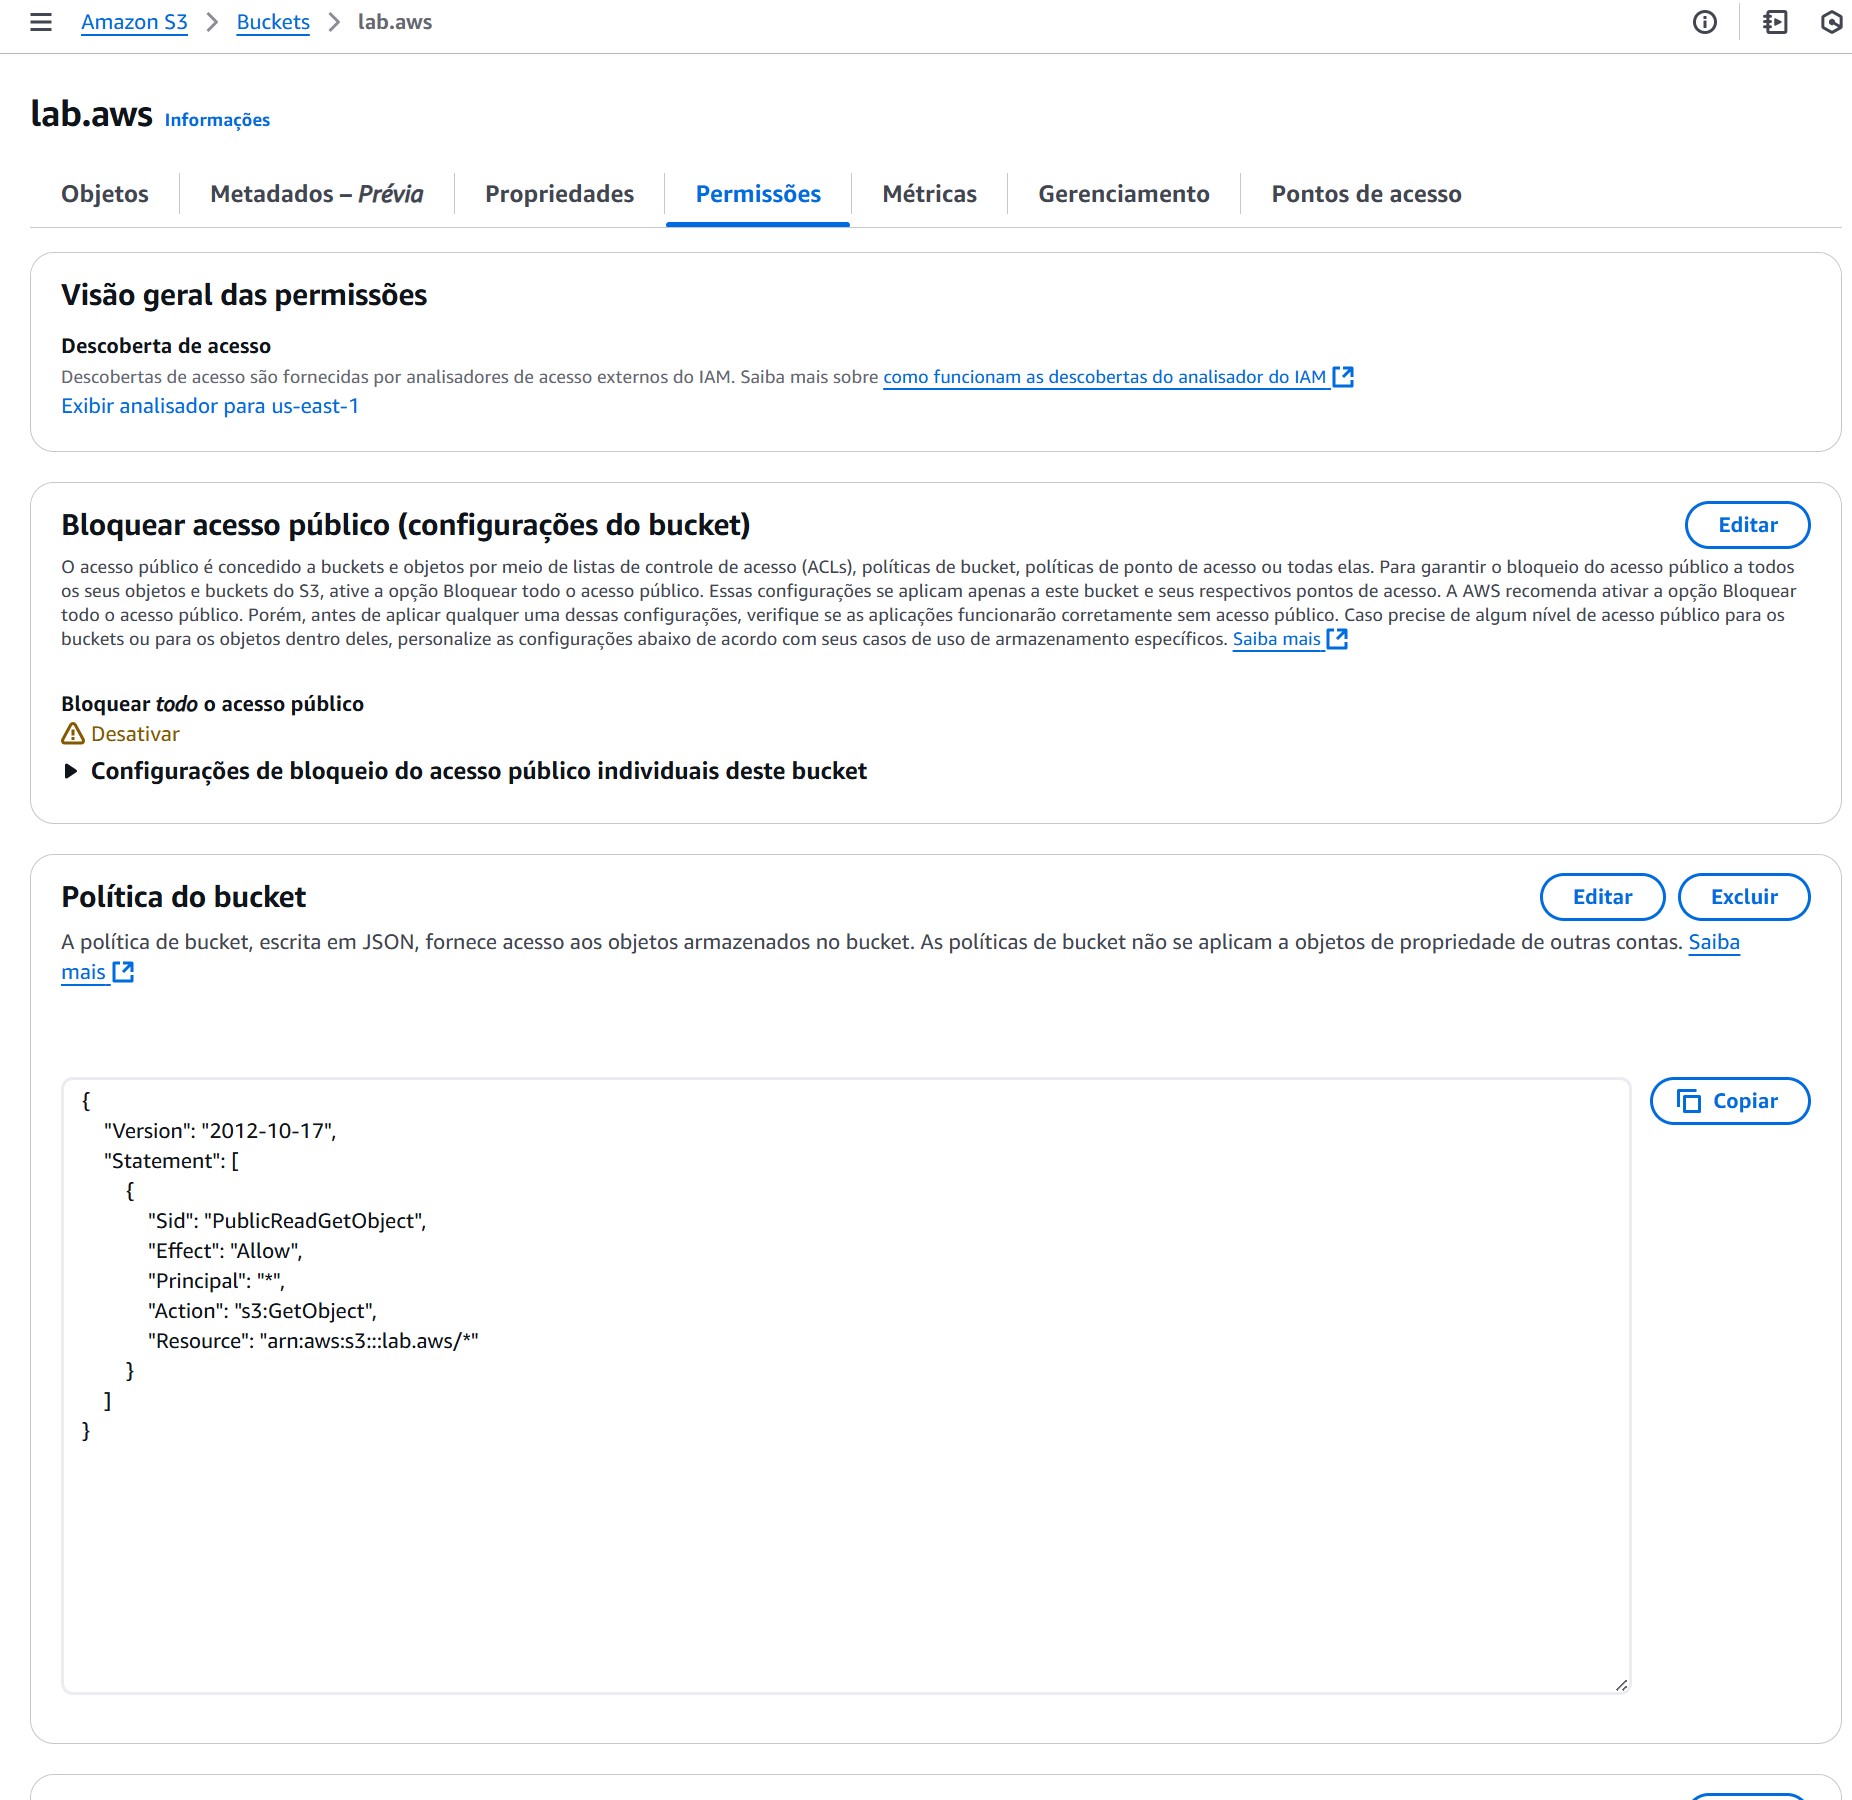 Amazon S3 > Buckets > lab.aws
lab.aws Informações
Objetos Metadados – Prévia Propriedades Permissões Métricas Gerenciamento Pontos de acesso
Visão geral das permissões
Descoberta de acesso
Descobertas de acesso são fornecidas por analisadores de acesso externos do IAM. Saiba mais sobre como funcionam as descobertas do analisador do IAM
Exibir analisador para us-east-1
Bloquear acesso público (configurações do bucket) Editar
O acesso público é concedido a buckets e objetos por meio de listas de controle de acesso (ACLs), políticas de bucket, políticas de ponto de acesso ou todas elas. Para garantir o bloqueio do acesso público a todos
os seus objetos e buckets do S3, ative a opção Bloquear todo o acesso público. Essas configurações se aplicam apenas a este bucket e seus respectivos pontos de acesso. A AWS recomenda ativar a opção Bloquear
todo o acesso público. Porém, antes de aplicar qualquer uma dessas configurações, verifique se as aplicações funcionarão corretamente sem acesso público. Caso precise de algum nível de acesso público para os
buckets ou para os objetos dentro deles, personalize as configurações abaixo de acordo com seus casos de uso de armazenamento específicos. Saiba mais
Bloquear todo o acesso público
Desativar
Configurações de bloqueio do acesso público individuais deste bucket
Política do bucket Editar Excluir
A política de bucket, escrita em JSON, fornece acesso aos objetos armazenados no bucket. As políticas de bucket não se aplicam a objetos de propriedade de outras contas. Saiba
mais
Copiar
{
"Version": "2012-10-17",
"Statement": [
{
"Sid": "PublicReadGetObject",
"Effect": "Allow",
"Principal": "*",
"Action": "s3:GetObject",
"Resource": "arn:aws:s3:::lab.aws/*"
}
]
}